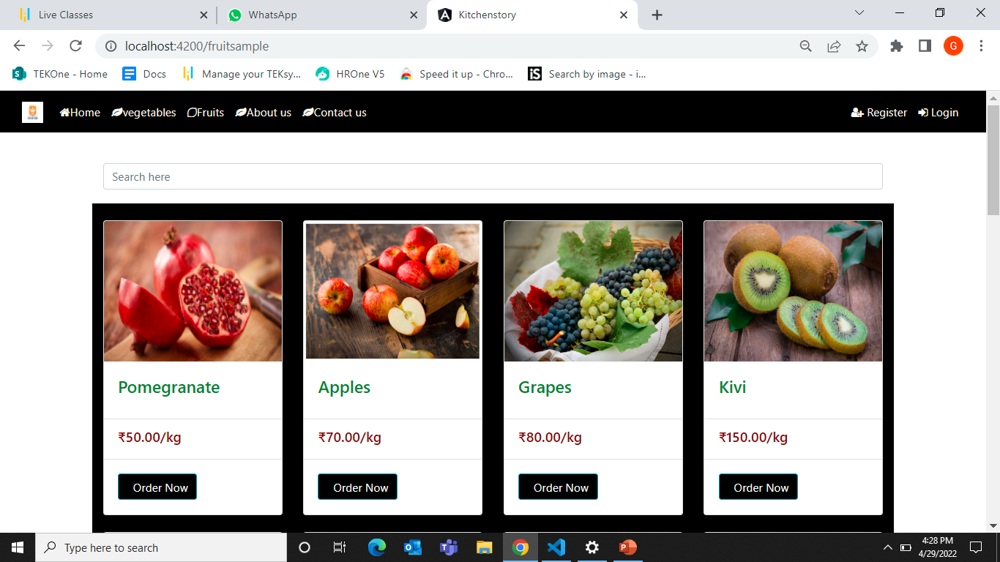 Live Classes
WhatsApp
Kitchenstory
localhost:4200/fruitsample
G
TEKOne - Home
Docs
Manage your TEKsy...
HROne V5
Speed it up - Chro...
iS
Search by image - i...
Home
vegetables
Fruits
About us
Contact us
Register
Login
Search here
Pomegranate
Apples
Grapes
Kivi
₹50.00/kg
₹70.00/kg
₹80.00/kg
₹150.00/kg
Order Now
Order Now
Order Now
Order Now
Type here to search
4:28 PM
4/29/2022